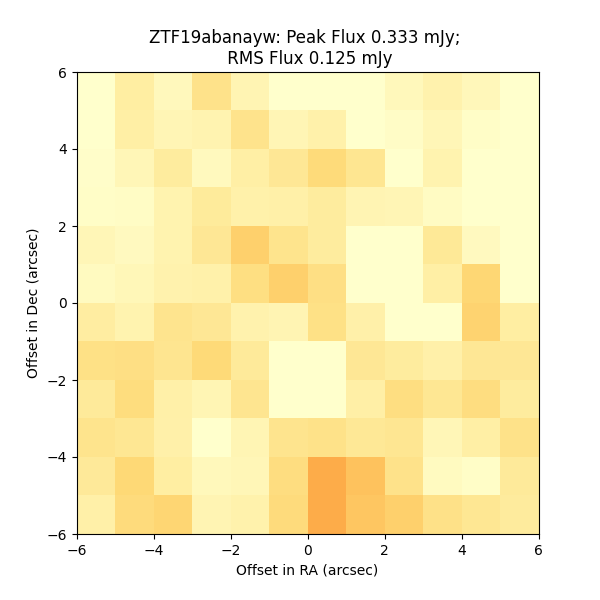 ZTF19abanayw: Peak Flux 0.333 mJy;
RMS Flux 0.125 mJy
6
4
2
0
−2
−4
−6
Offset in Dec (arcsec)
−6 −4 −2 0 2 4 6
Offset in RA (arcsec)